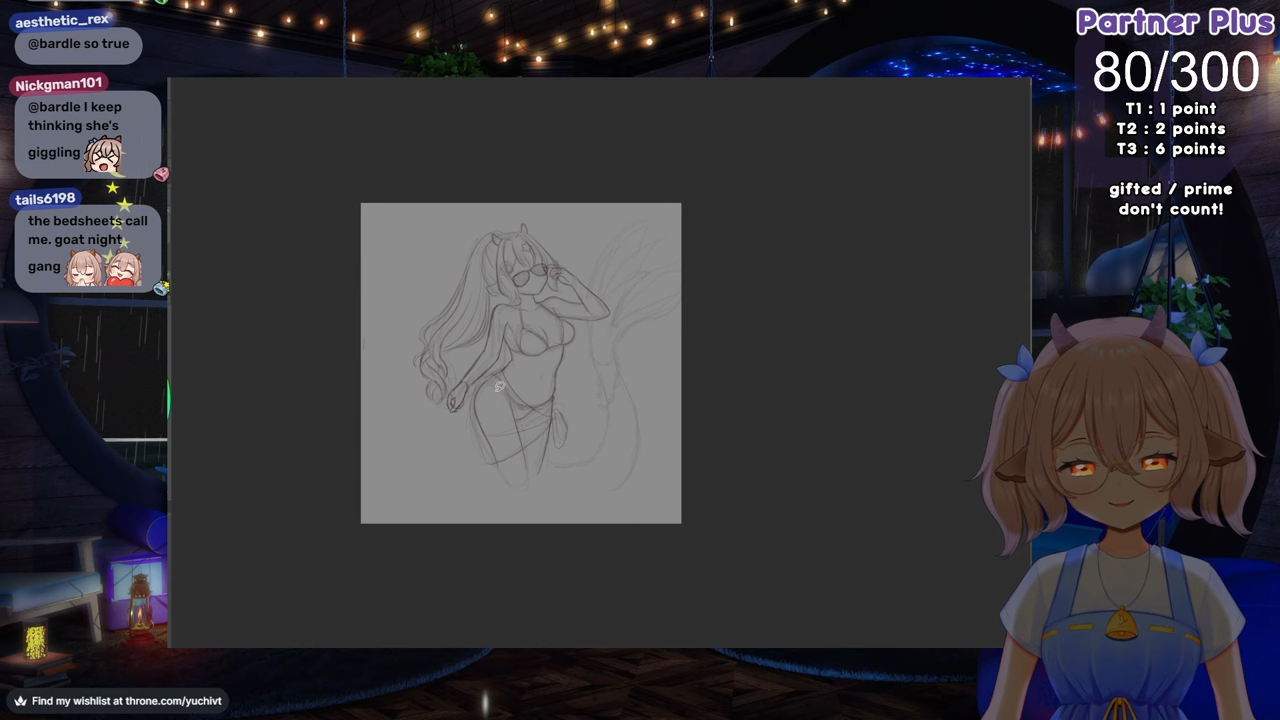 aesthetic_rex
@bardle so true
Nickgman101
@bardle I keep
thinking she's
giggling
tails6198
the bedsheets call
me. goat night
gang
Partner Plus
80/300
T1 : 1 point
T2 : 2 points
T3 : 6 points
gifted / prime
don't count!
Find my wishlist at throne.com/yuchivt